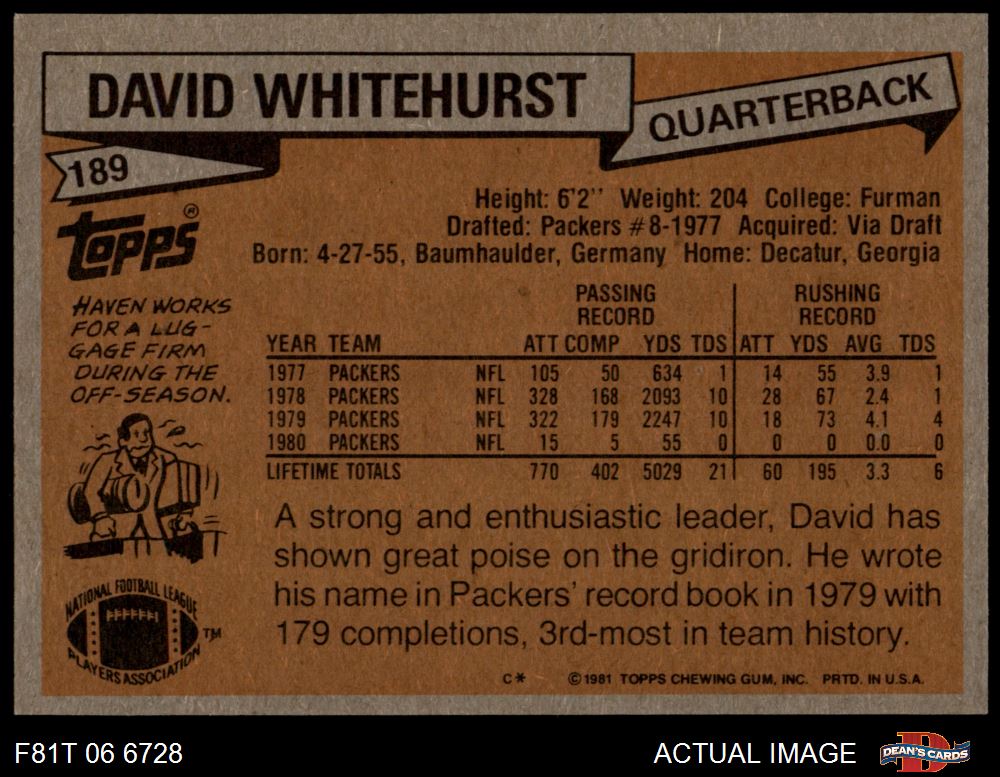 DAVID WHITEHURST
QUARTERBACK
189
TOPPS®
Height: 6'2'' Weight: 204 College: Furman
Drafted: Packers #8-1977 Acquired: Via Draft
Born: 4-27-55, Baumhaulder, Germany Home: Decatur, Georgia
HAVEN WORKS
FOR A LUG-
GAGE FIRM
DURING THE
OFF-SEASON.
PASSING RUSHING
RECORD RECORD
YEAR TEAM ATT COMP YDS TDS ATT YDS AVG TDS
1977 PACKERS NFL 105 50 634 1 14 55 3.9 1
1978 PACKERS NFL 328 168 2093 10 28 67 2.4 1
1979 PACKERS NFL 322 179 2247 10 18 73 4.1 4
1980 PACKERS NFL 15 5 55 0 0 0 0.0 0
LIFETIME TOTALS 770 402 5029 21 60 195 3.3 6
A strong and enthusiastic leader, David has
shown great poise on the gridiron. He wrote
his name in Packers' record book in 1979 with
179 completions, 3rd-most in team history.
NATIONAL FOOTBALL LEAGUE
PLAYERS ASSOCIATION
TM
C* ©1981 TOPPS CHEWING GUM, INC. PRTD. IN U.S.A.
F81T 06 6728 ACTUAL IMAGE DEAN'S CARDS